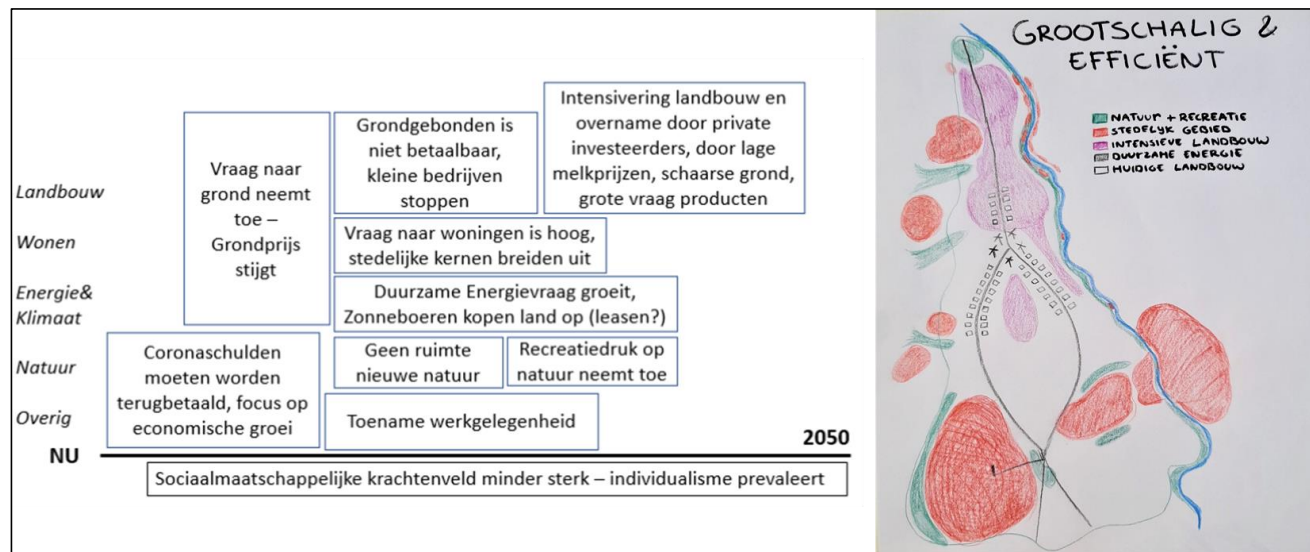 Landbouw
Wonen
Energie&
Klimaat
Natuur
Overig
Vraag naar
grond neemt
toe –
Grondprijs
stijgt
Grondgebonden is
niet betaalbaar,
kleine bedrijven
stoppen
Intensivering landbouw en
overname door private
investeerders, door lage
melkprijzen, schaarse grond,
grote vraag producten
Vraag naar woningen is hoog,
stedelijke kernen breiden uit
Duurzame Energievraag groeit,
Zonneboeren kopen land op (leasen?)
Coronaschulden
moeten worden
terugbetaald, focus op
economische groei
Geen ruimte
nieuwe natuur
Recreatiedruk op
natuur neemt toe
Toename werkgelegenheid
NU
2050
Sociaalmaatschappelijke krachtenveld minder sterk – individualisme prevaleert
GROOTSCHALIG &
EFFICIËNT
NATUUR + RECREATIE
STEDELIJK GEBIED
INTENSIEVE LANDBOUW
DUURZAME ENERGIE
HUIDIGE LANDBOUW